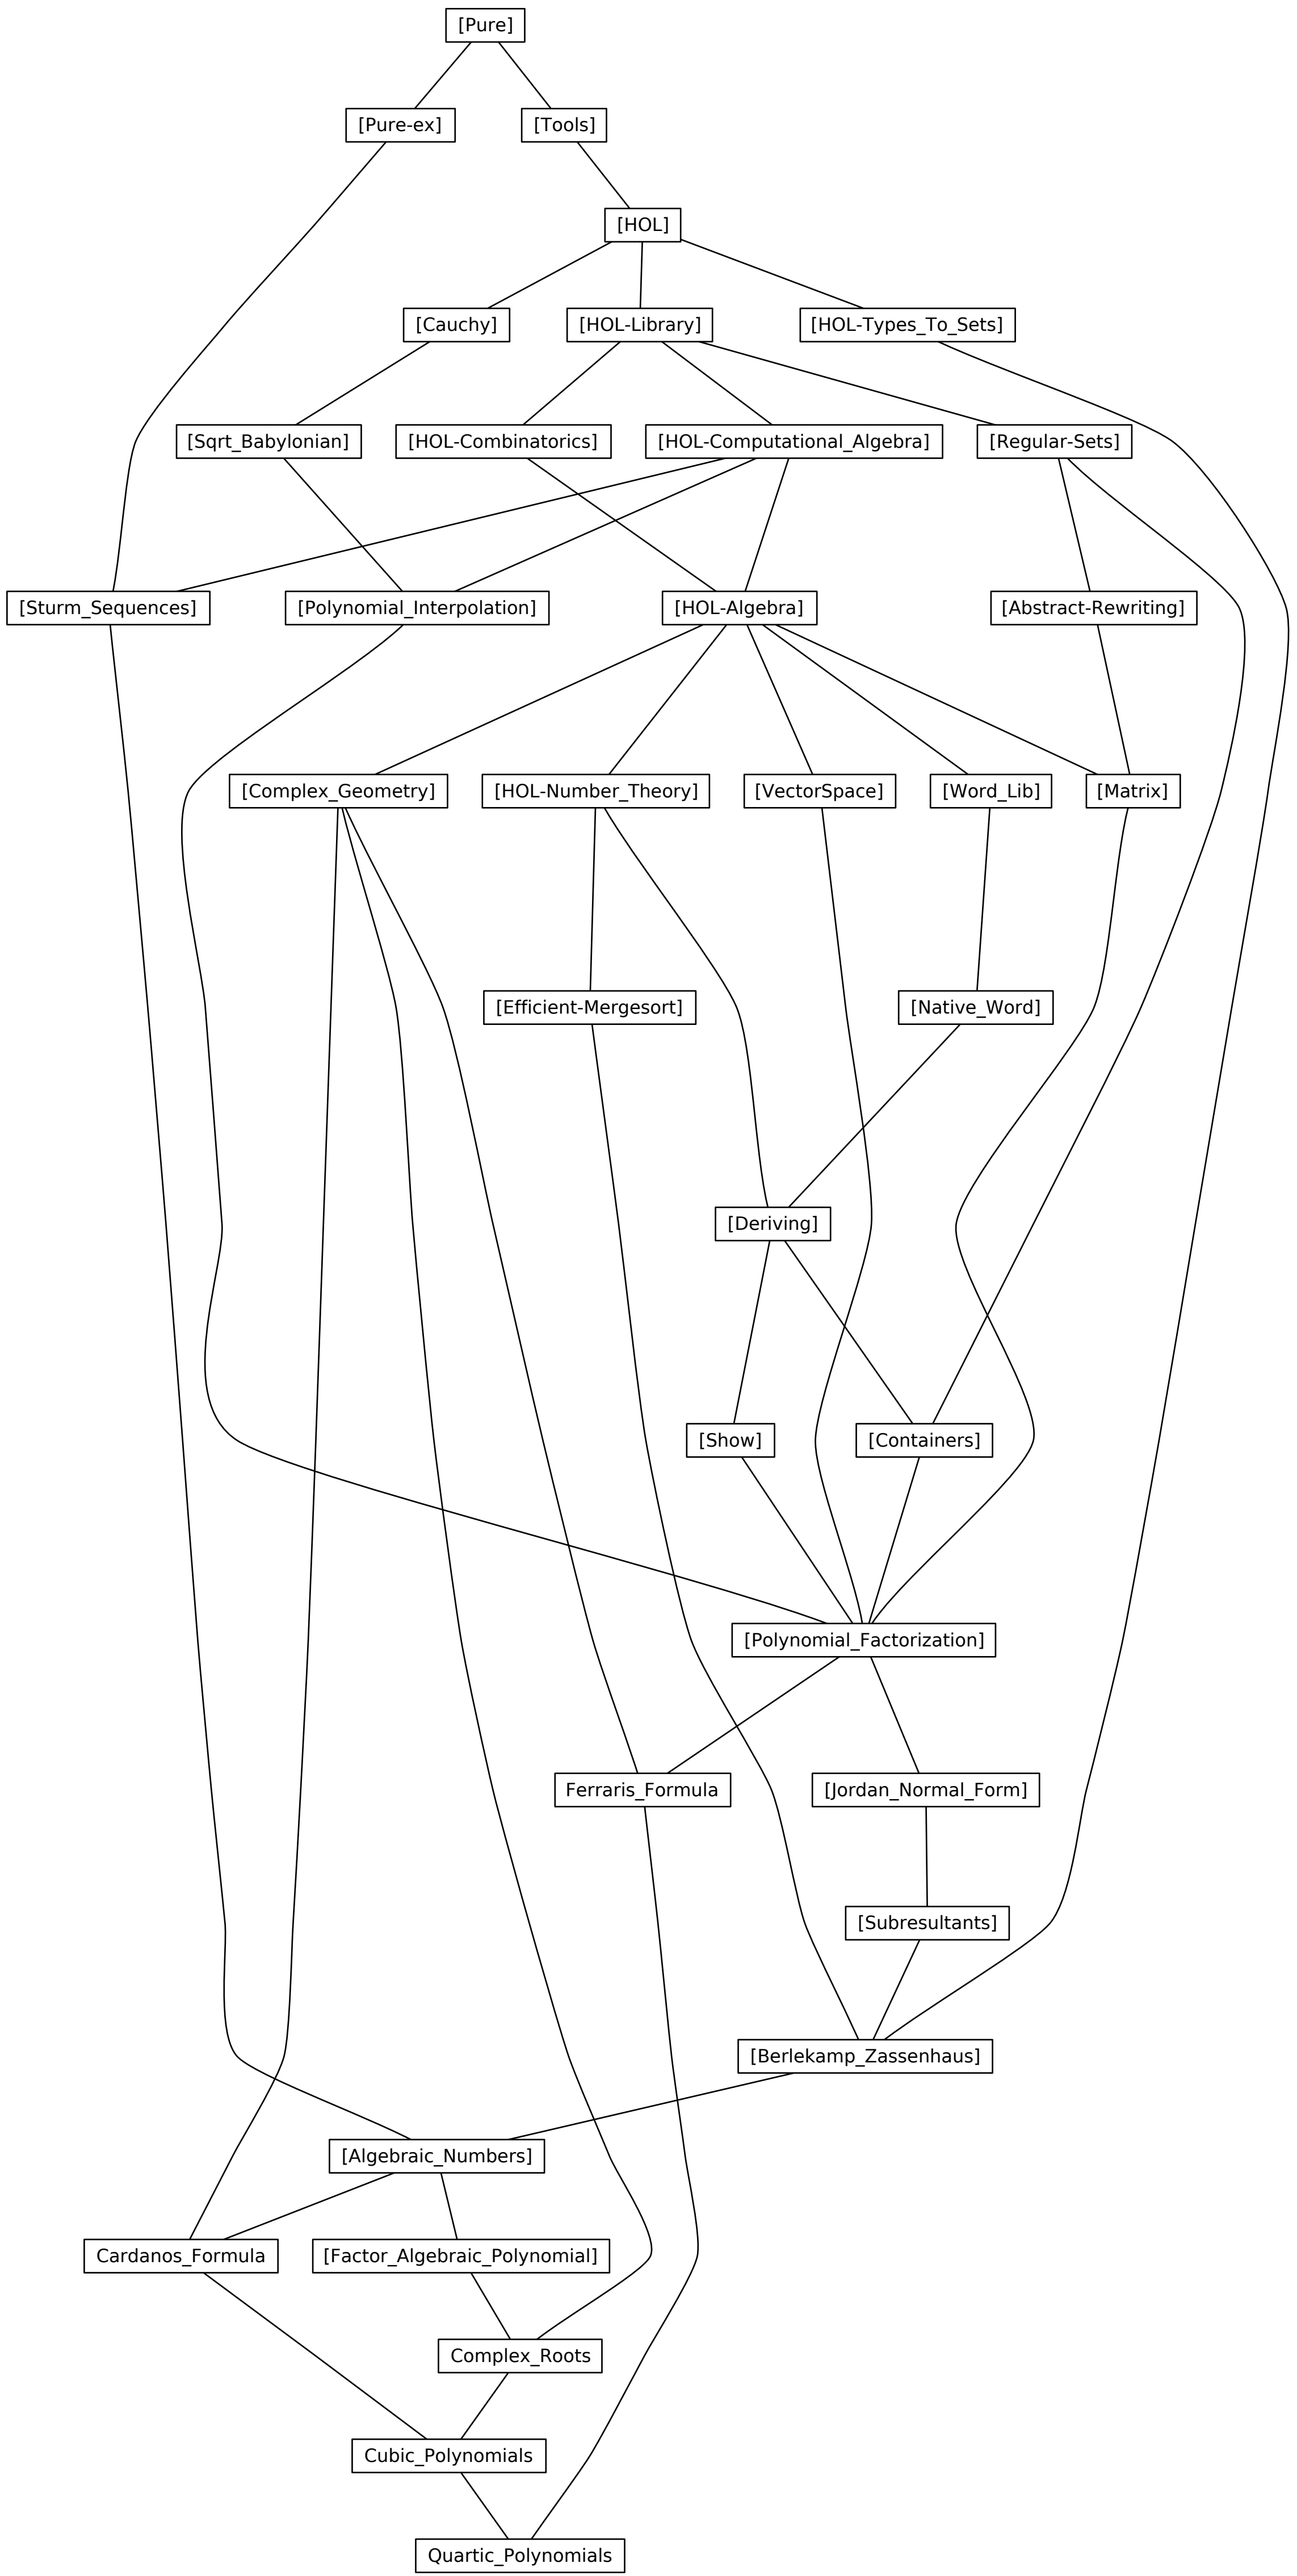 [Pure]
[Pure-ex]
[Tools]
[HOL]
[Cauchy]
[HOL-Library]
[HOL-Types_To_Sets]
[Sqrt_Babylonian]
[HOL-Combinatorics]
[HOL-Computational_Algebra]
[Regular-Sets]
[Sturm_Sequences]
[Polynomial_Interpolation]
[HOL-Algebra]
[Abstract-Rewriting]
[Complex_Geometry]
[HOL-Number_Theory]
[VectorSpace]
[Word_Lib]
[Matrix]
[Efficient-Mergesort]
[Native_Word]
[Deriving]
[Show]
[Containers]
[Polynomial_Factorization]
Ferraris_Formula
[Jordan_Normal_Form]
[Subresultants]
[Berlekamp_Zassenhaus]
[Algebraic_Numbers]
Cardanos_Formula
[Factor_Algebraic_Polynomial]
Complex_Roots
Cubic_Polynomials
Quartic_Polynomials